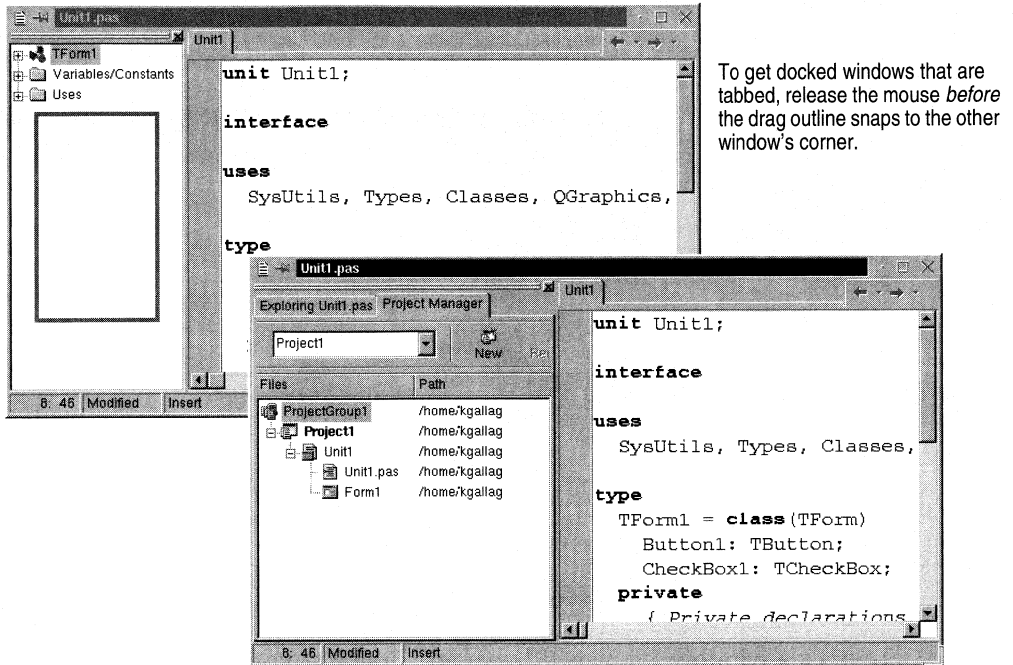 Unit1.pas
TForm1
Variables/Constants
Uses
Unit1
unit Unit1;
interface
uses
SysUtils, Types, Classes, QGraphics,
type
8: 46 Modified Insert
To get docked windows that are
tabbed, release the mouse before
the drag outline snaps to the other
window's corner.
Unit1.pas
Exploring Unit1.pas Project Manager
Project1
New
Files Path
ProjectGroup1 /home/kgallag
Project1 /home/kgallag
Unit1 /home/kgallag
Unit1.pas /home/kgallag
Form1 /home/kgallag
Unit1
unit Unit1;
interface
uses
SysUtils, Types, Classes,
type
TForm1 = class(TForm)
Button1: TButton;
CheckBox1: TCheckBox;
private
{ Private declarations
8: 46 Modified Insert